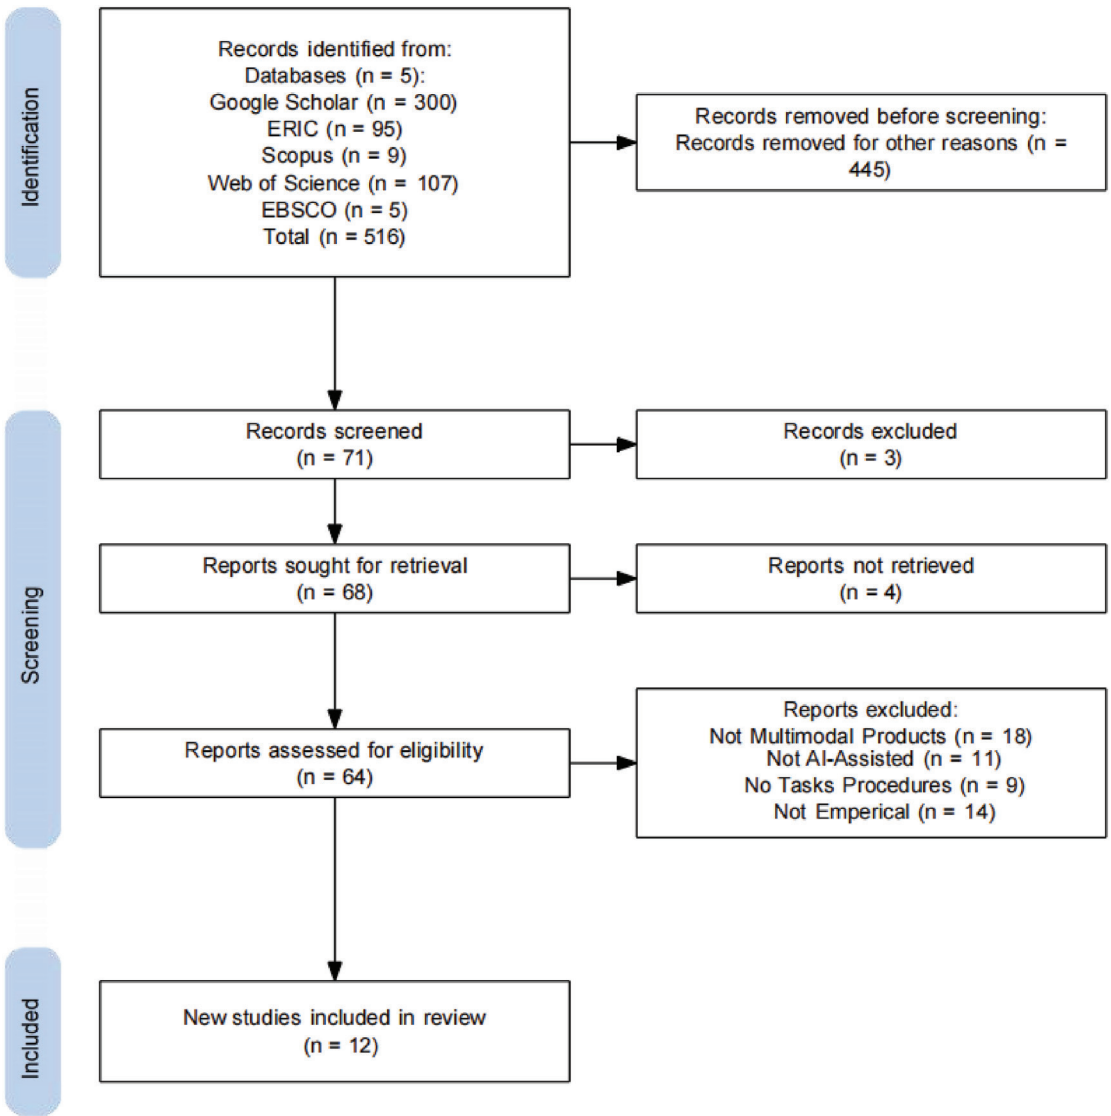 Identification
Records identified from:
Databases (n = 5):
Google Scholar (n = 300)
ERIC (n = 95)
Scopus (n = 9)
Web of Science (n = 107)
EBSCO (n = 5)
Total (n = 516)
Records removed before screening:
Records removed for other reasons (n =
445)
Screening
Records screened
(n = 71)
Records excluded
(n = 3)
Reports sought for retrieval
(n = 68)
Reports not retrieved
(n = 4)
Reports assessed for eligibility
(n = 64)
Reports excluded:
Not Multimodal Products (n = 18)
Not AI-Assisted (n = 11)
No Tasks Procedures (n = 9)
Not Emperical (n = 14)
Included
New studies included in review
(n = 12)